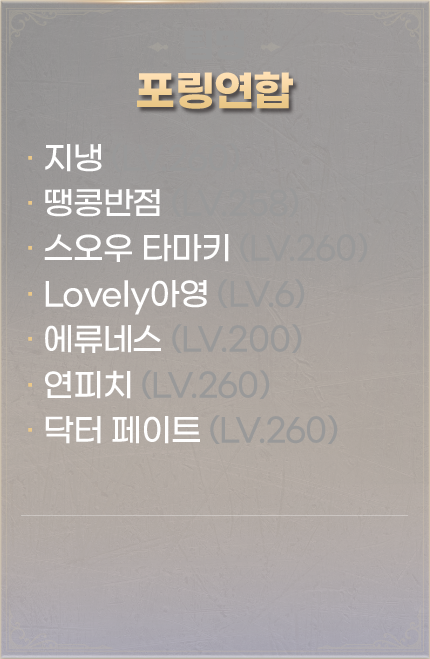 포링연합
· 지냉
· 땡콩반점 (LV.258)
· 스오우 타마키 (LV.260)
· Lovely아영 (LV.6)
· 에류네스 (LV.200)
· 연피치 (LV.260)
· 닥터 페이트 (LV.260)